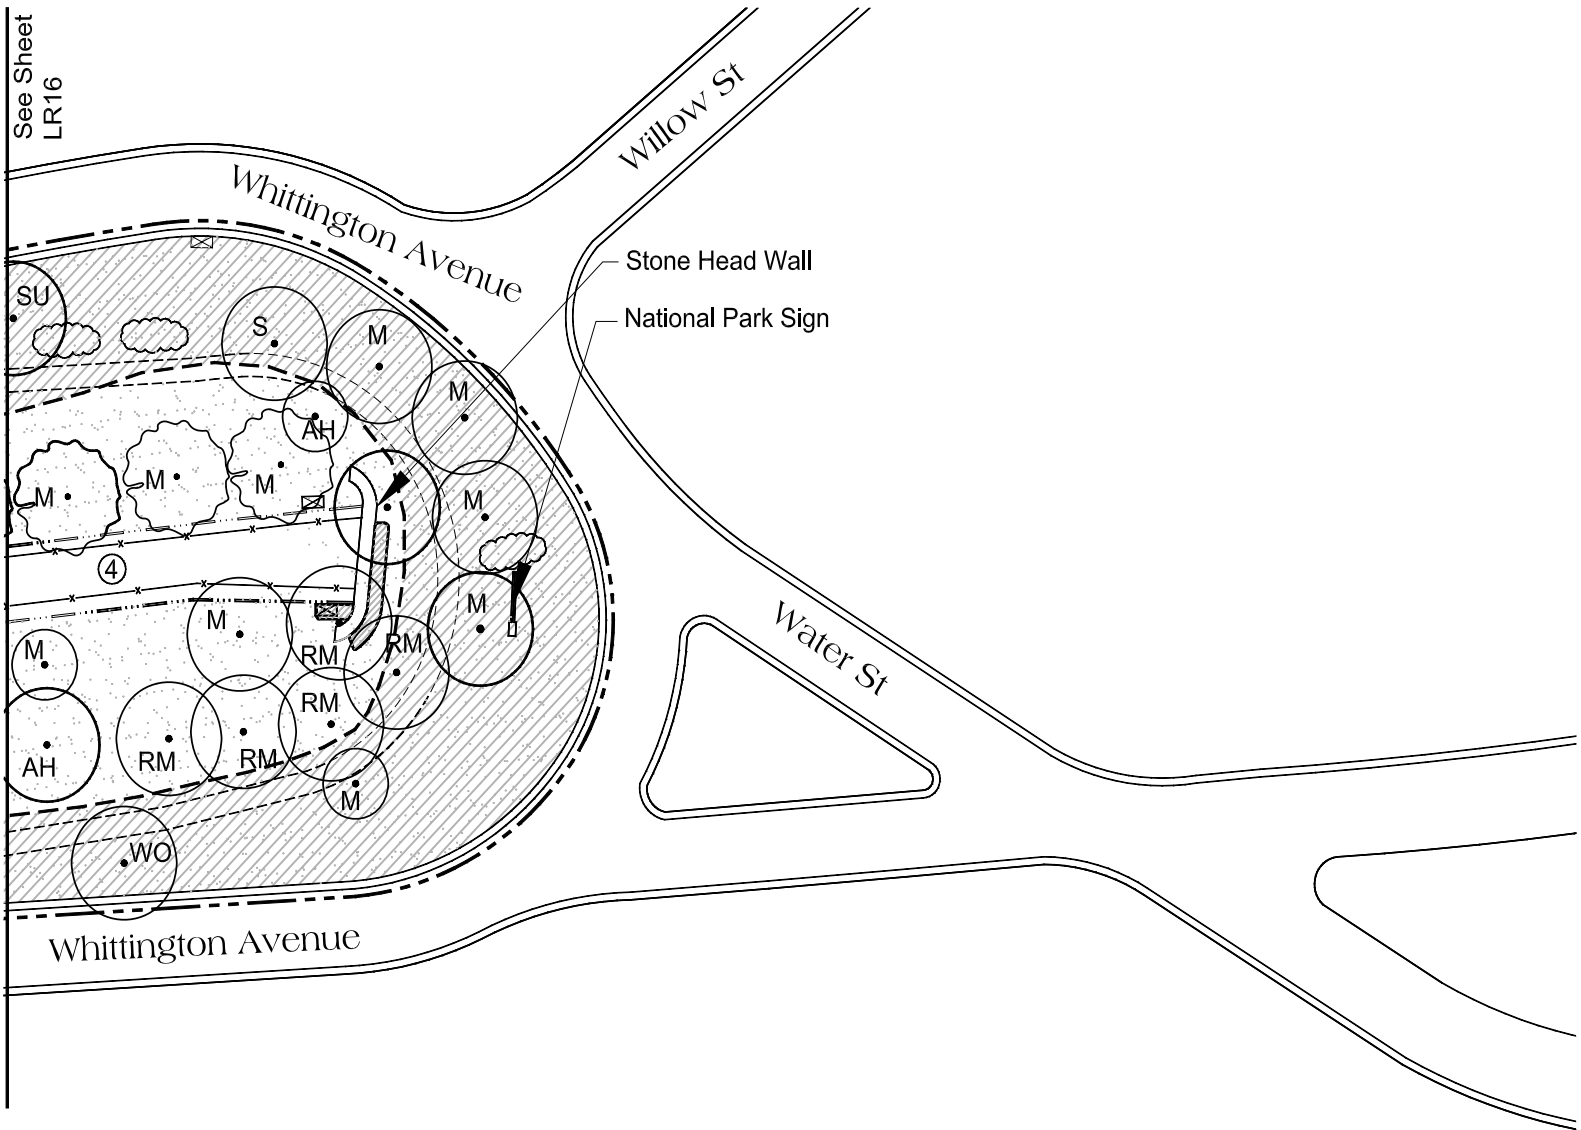 See Sheet
LR16
Willow St
Whittington Avenue
Stone Head Wall
National Park Sign
SU
S
M
M
AH
M
M
M
M
4
M
M
RM
RM
M
RM
AH
RM
RM
M
WO
Water St
Whittington Avenue